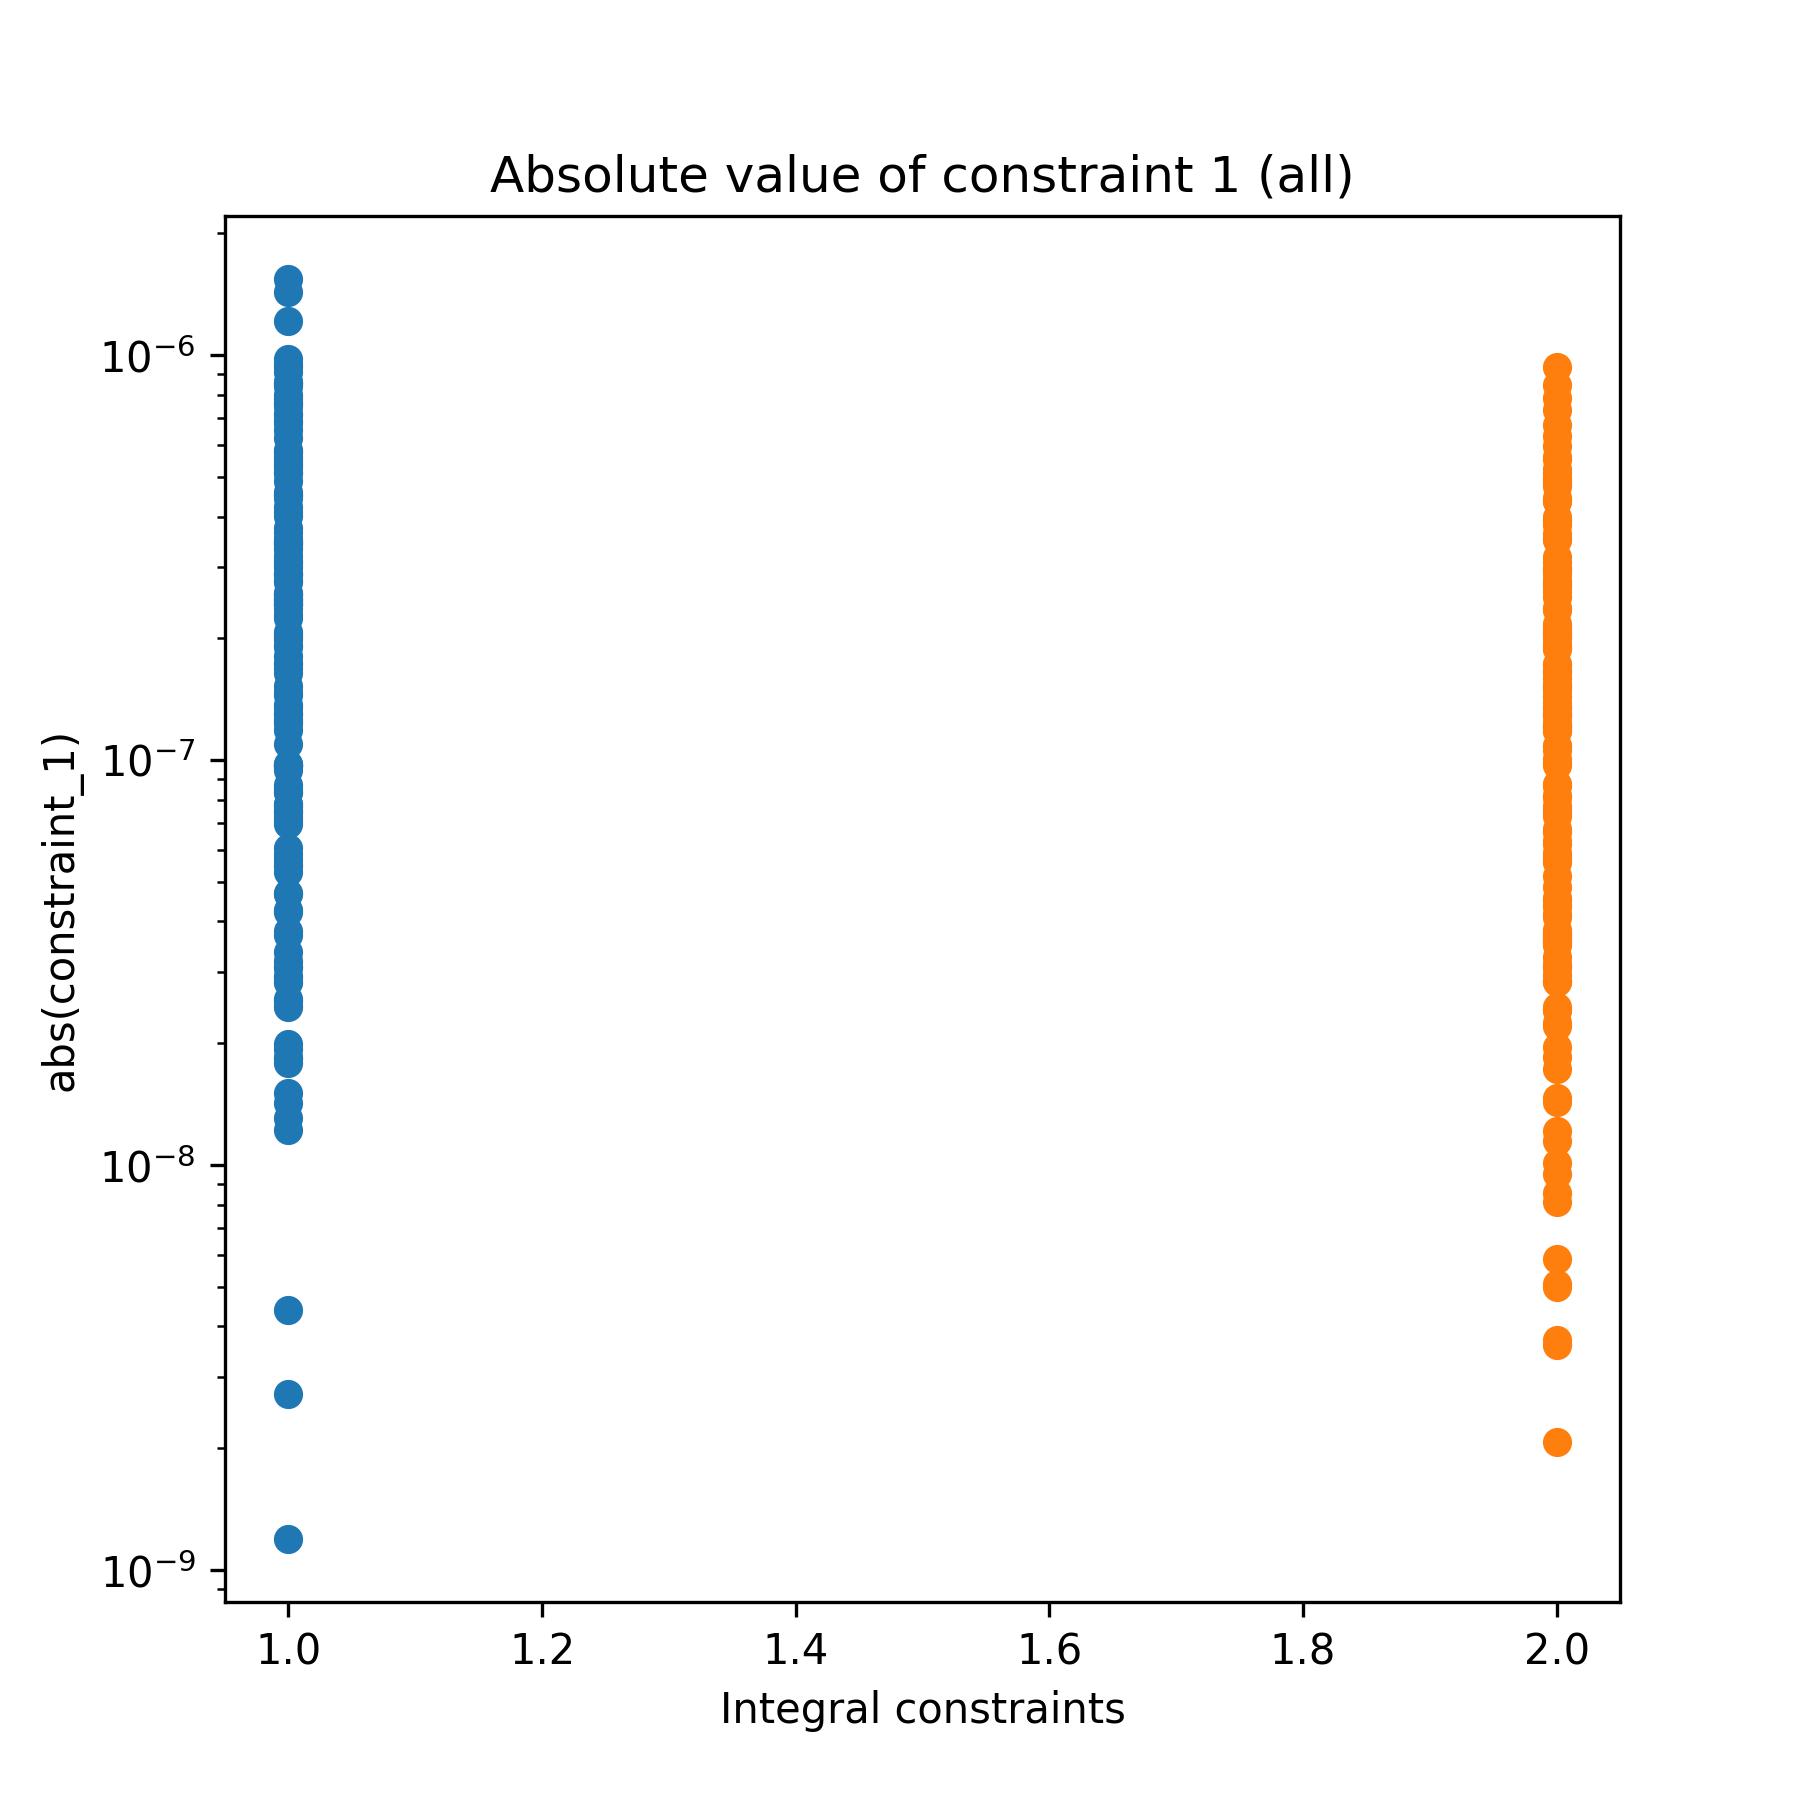 Absolute value of constraint 1 (all)
abs(constraint_1)
10⁻⁶
10⁻⁷
10⁻⁸
10⁻⁹
1.0 1.2 1.4 1.6 1.8 2.0
Integral constraints